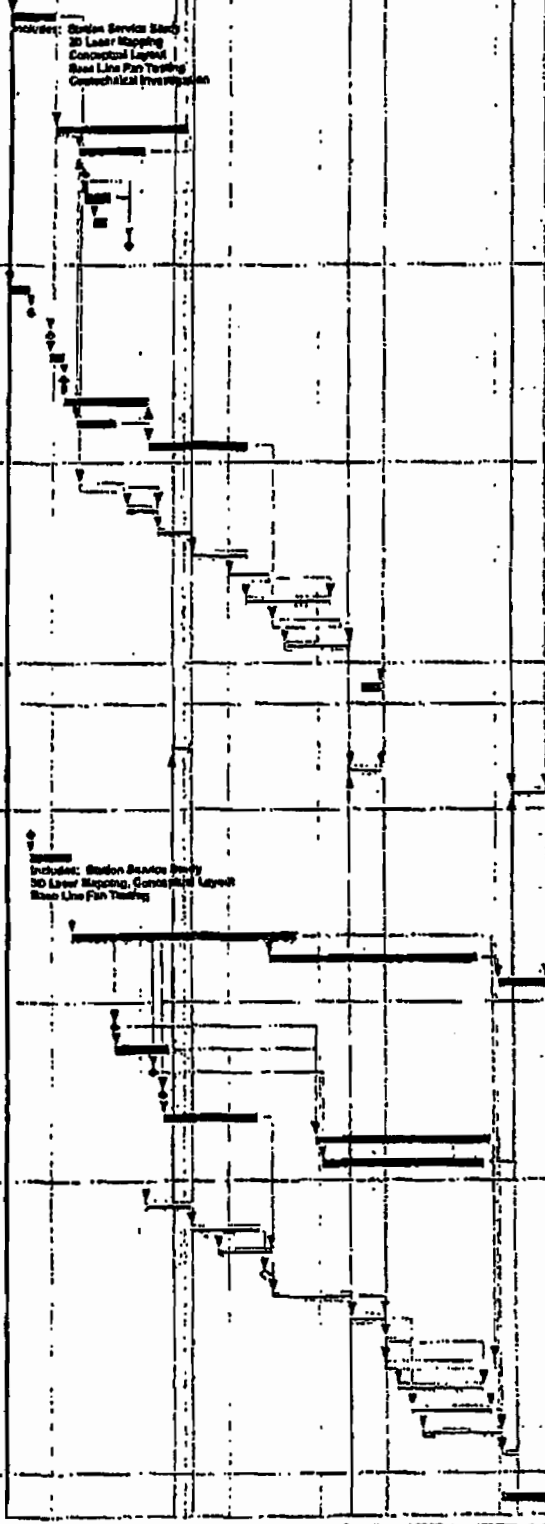 Includes: Station Service Study
3D Laser Mapping
Conceptual Layout
Base Line Fan Testing
Geotechnical Investigation
Includes: Station Service Study
3D Laser Mapping, Conceptual Layout
Base Line Fan Testing